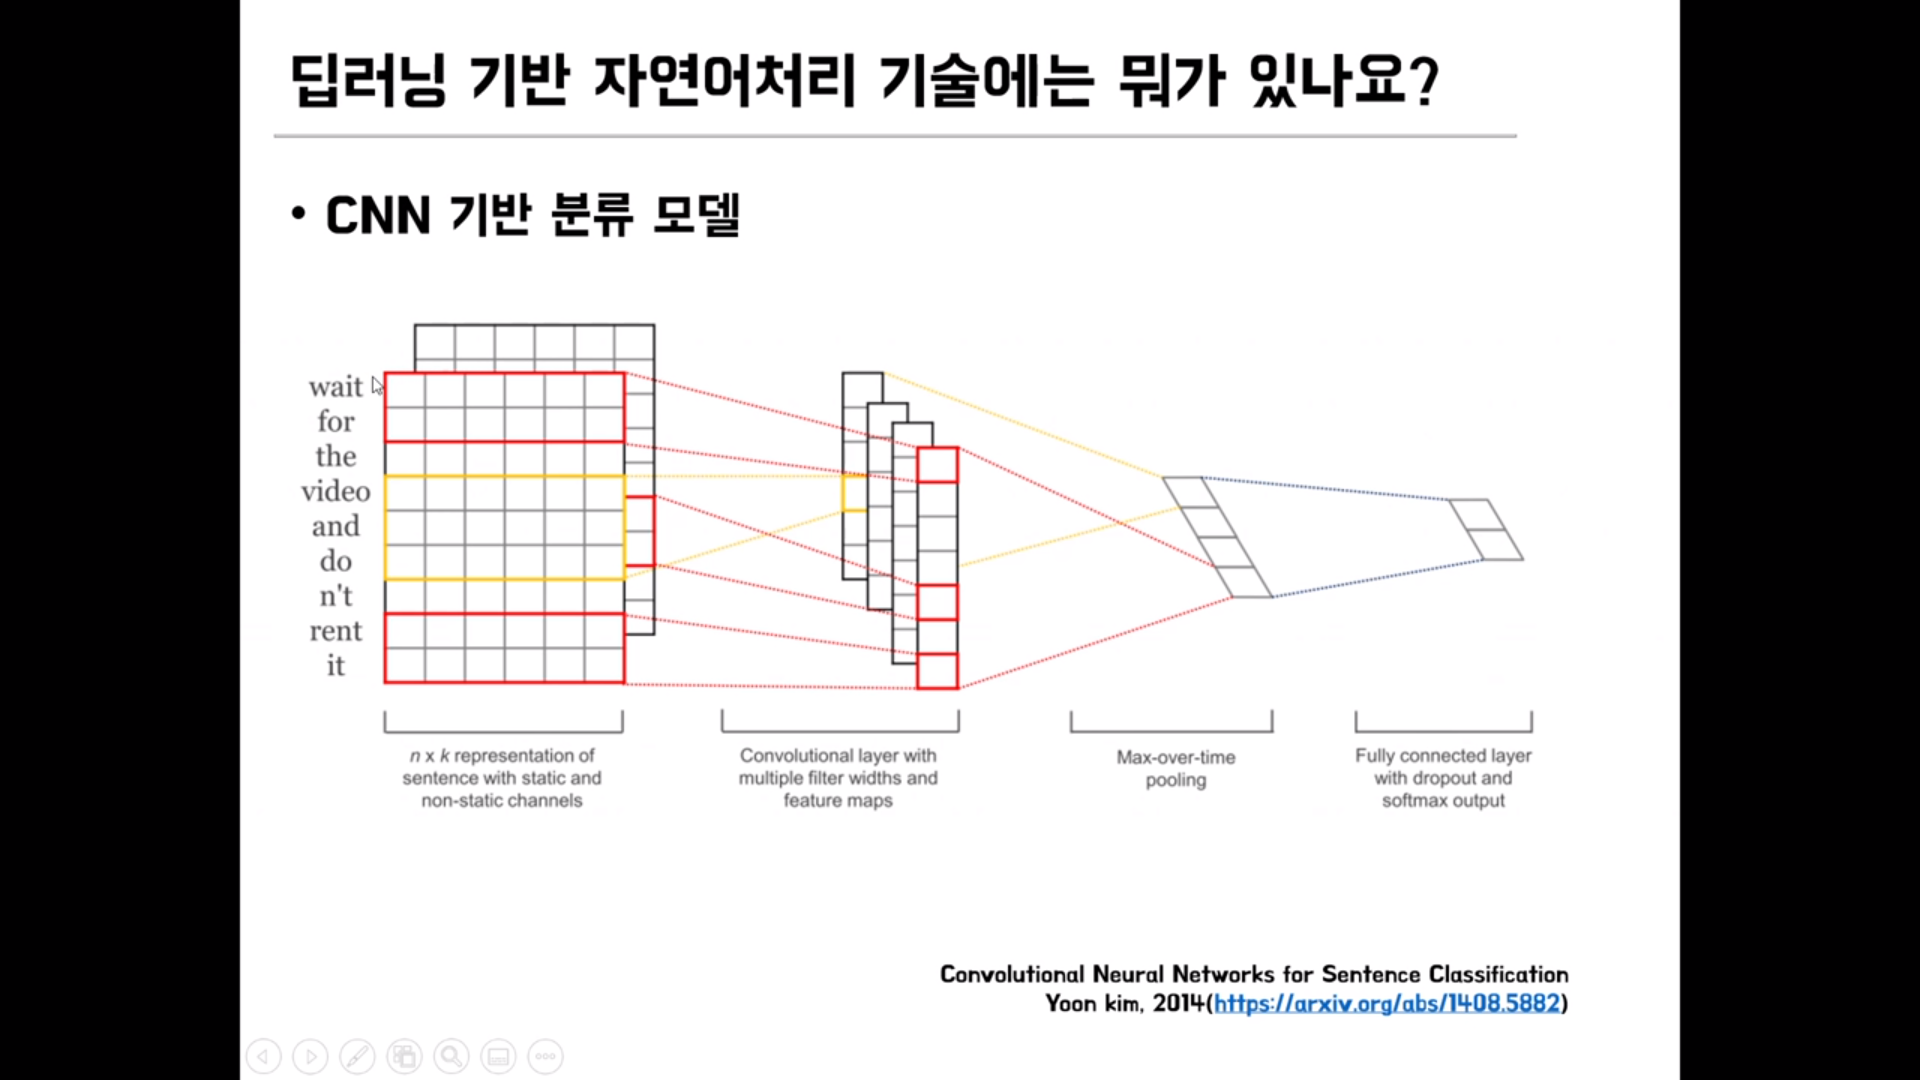 딥러닝 기반 자연어처리 기술에는 뭐가 있나요?
• CNN 기반 분류 모델
wait
for
the
video
and
do
n't
rent
it
n x k representation of
sentence with static and
non-static channels
Convolutional layer with
multiple filter widths and
feature maps
Max-over-time
pooling
Fully connected layer
with dropout and
softmax output
Convolutional Neural Networks for Sentence Classification
Yoon kim, 2014(https://arxiv.org/abs/1408.5882)